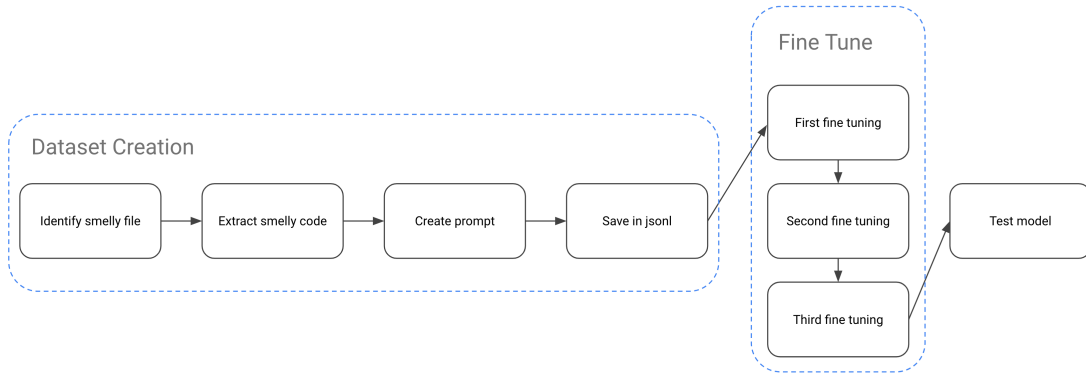 Fine Tune
First fine tuning
Dataset Creation
Identify smelly file
Extract smelly code
Create prompt
Save in jsonl
Second fine tuning
Test model
Third fine tuning